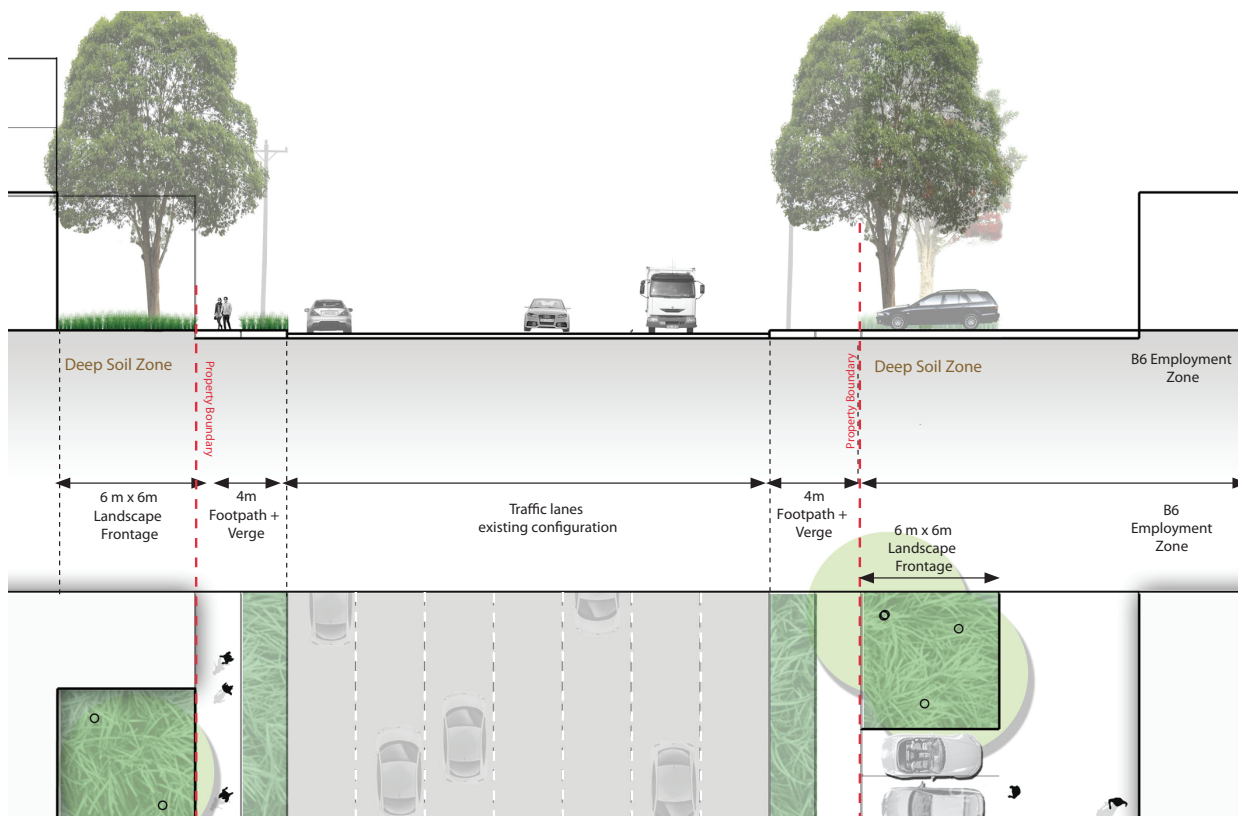 Deep Soil Zone
Property Boundary
Property Boundary
Deep Soil Zone
B6 Employment
Zone
6 m x 6m
Landscape
Frontage
4m
Footpath +
Verge
Traffic lanes
existing configuration
4m
Footpath +
Verge
6 m x 6m
Landscape
Frontage
B6
Employment
Zone